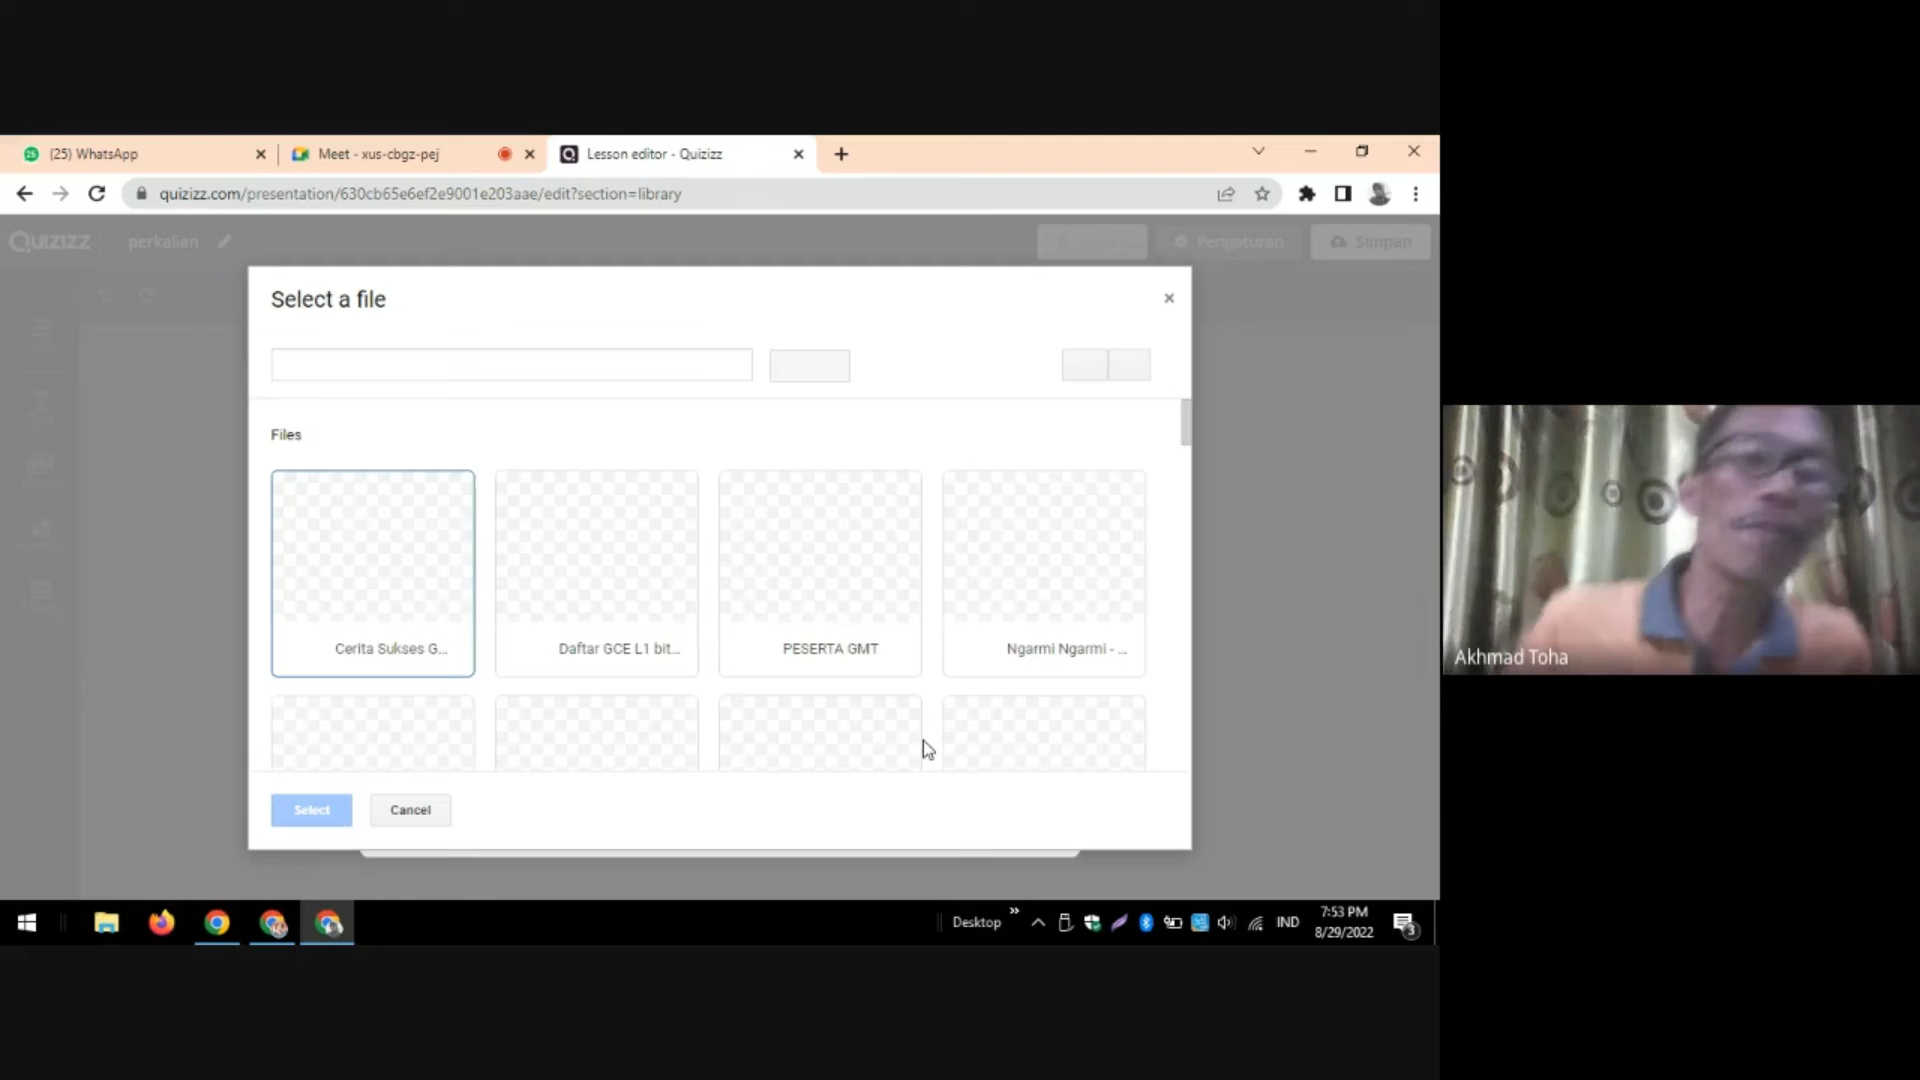 (25) WhatsApp
Meet - xus-cbgz-pej
Lesson editor - Quizizz
quizizz.com/presentation/630cb65e6ef2e9001e203aae/edit?section=library
QUIZIZZ
perkalian
Pengaturan
Simpan
Select a file
Files
Cerita Sukses G...
Daftar GCE L1 bit...
PESERTA GMT
Ngarmi Ngarmi - ...
Select
Cancel
Akhmad Toha
Desktop
IND
7:53 PM
8/29/2022
3